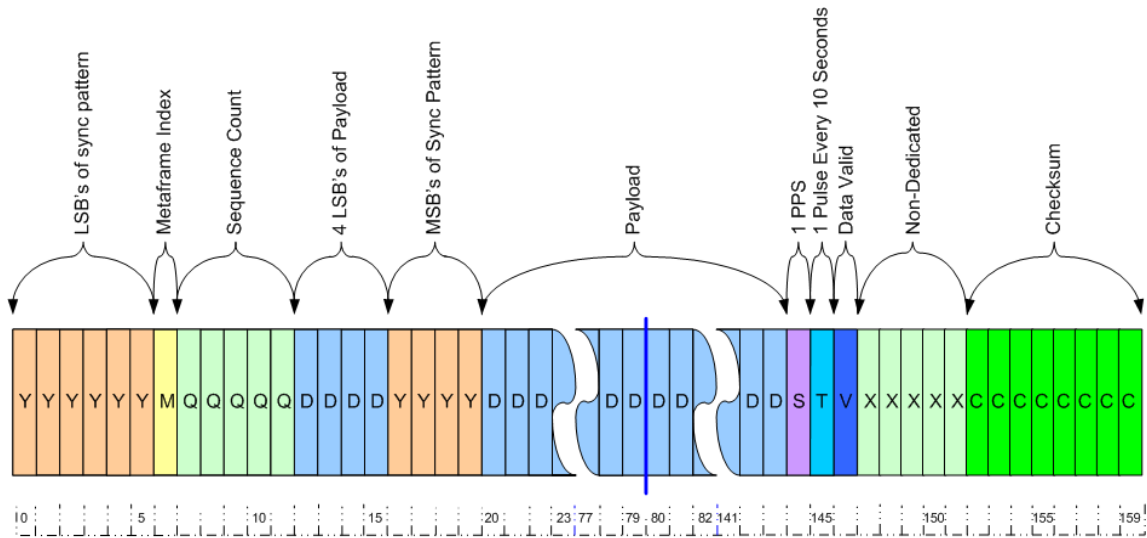 LSB's of sync pattern
Metaframe Index
Sequence Count
4 LSB's of Payload
MSB's of Sync Pattern
Payload
1 PPS
1 Pulse Every 10 Seconds
Data Valid
Non-Dedicated
Checksum
Y Y Y Y Y Y M Q Q Q Q Q D D D D Y Y Y Y D D D D D D D D D S T V X X X X X C C C C C C C C
0 5 10 15 20 23 77 79 80 82 141 145 150 155 159